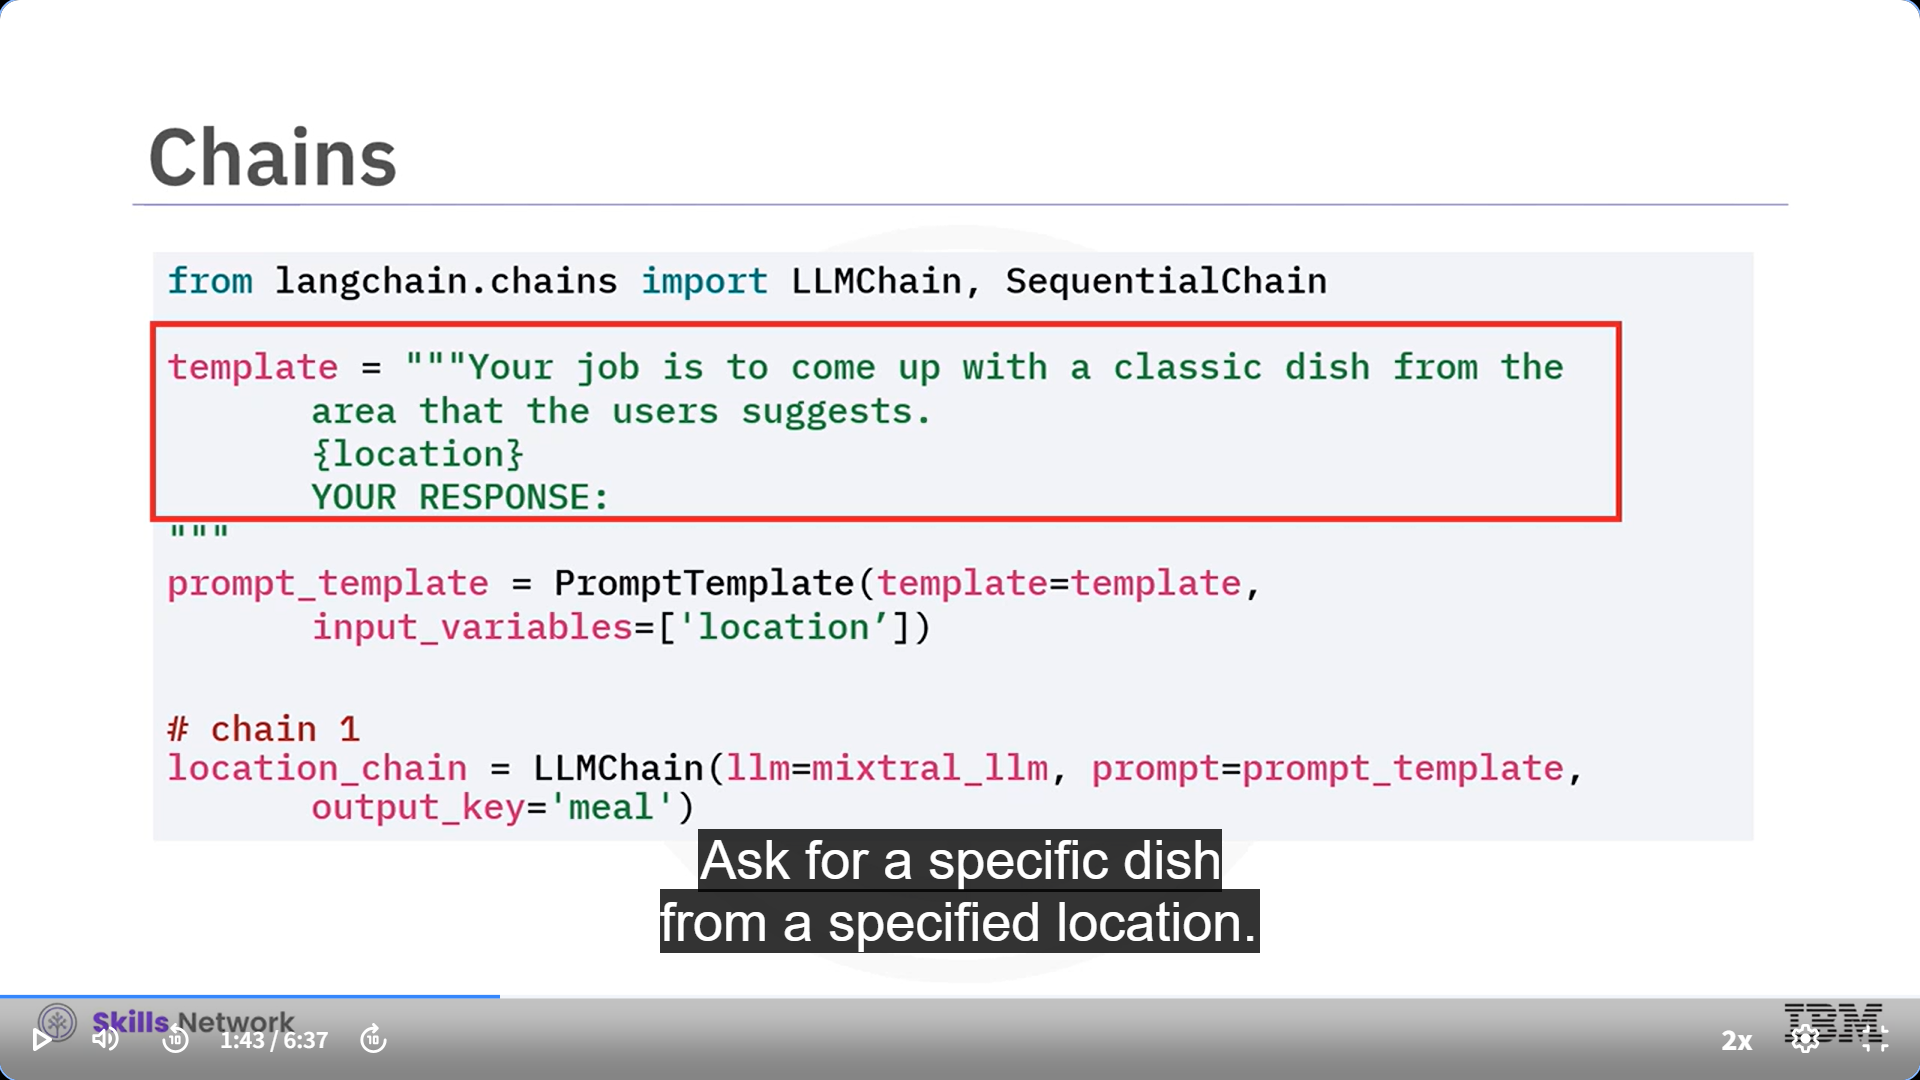 Chains
from langchain.chains import LLMChain, SequentialChain
template = """Your job is to come up with a classic dish from the
area that the users suggests.
{location}
YOUR RESPONSE:
"""
prompt_template = PromptTemplate(template=template,
input_variables=['location’])
# chain 1
location_chain = LLMChain(llm=mixtral_llm, prompt=prompt_template,
output_key='meal')
Ask for a specific dish
from a specified location.
Skills Network
IBM
10
1:43 / 6:37
10
2x